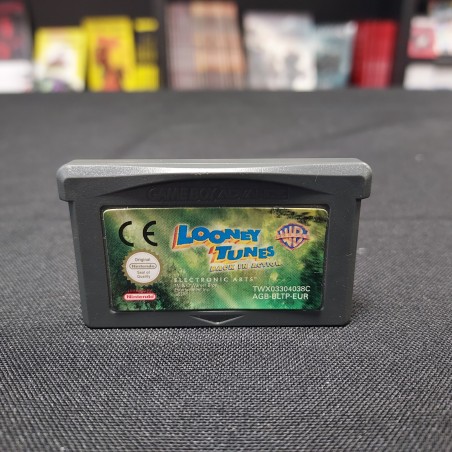 GAME BOY ADVANCE
CE
LOONEY
TUNES
BACK IN ACTION
WB
Original
Nintendo
Seal of
Quality
Nintendo
ELECTRONIC ARTS
TWX03304038C
AGB-BLTP-EUR